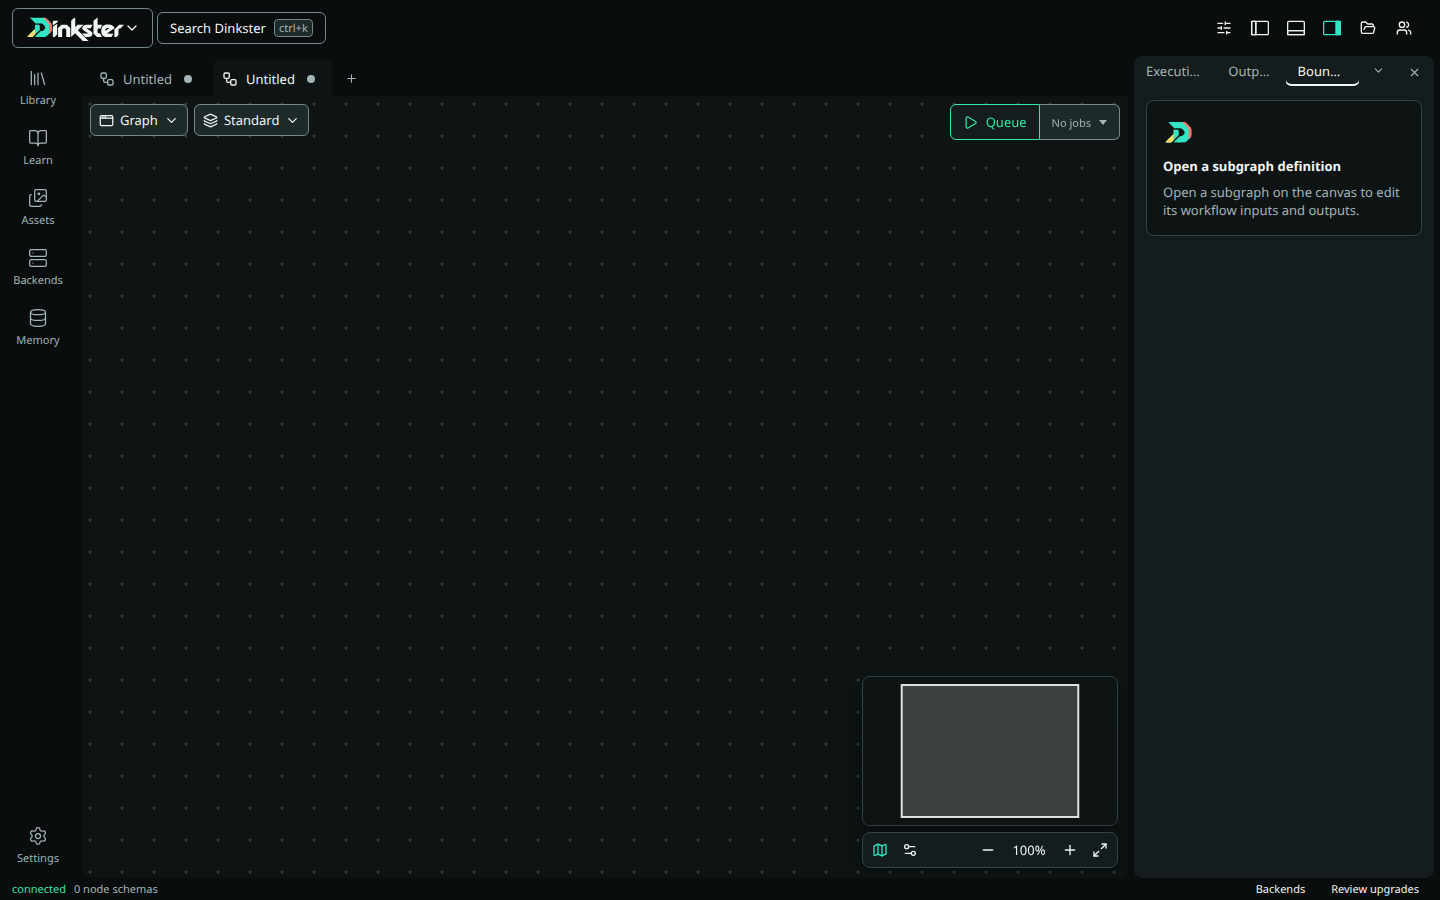 Dinkster
Search Dinkster ctrl+k
Library
Learn
Assets
Backends
Memory
Settings
Untitled
Untitled
Graph
Standard
Queue
No jobs
Executi...
Outp...
Boun...
Open a subgraph definition
Open a subgraph on the canvas to edit
its workflow inputs and outputs.
100%
connected
0 node schemas
Backends
Review upgrades